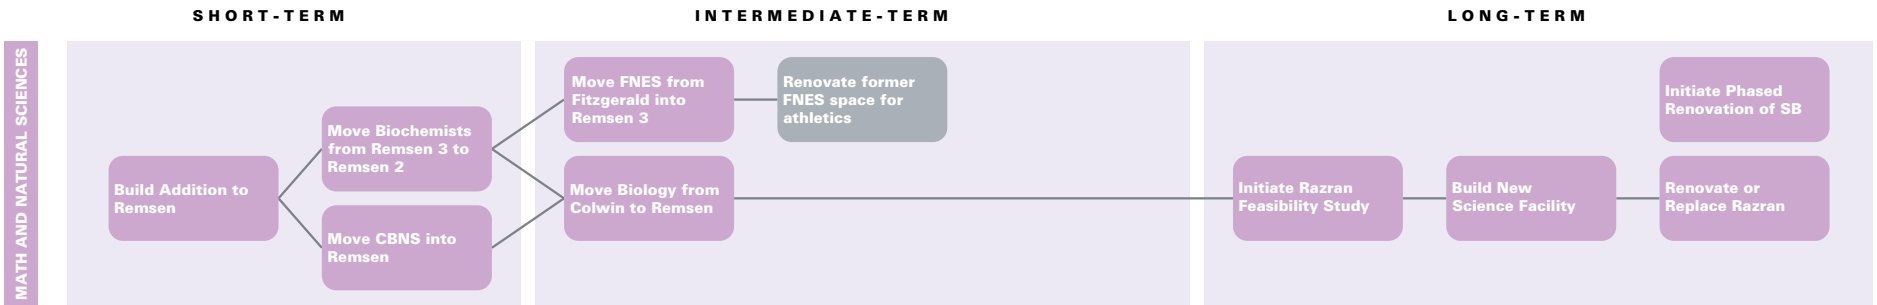 SHORT-TERM
INTERMEDIATE-TERM
LONG-TERM
MATH AND NATURAL SCIENCES
Build Addition to
Remsen
Move Biochemists
from Remsen 3 to
Remsen 2
Move CBNS into
Remsen
Move FNES from
Fitzgerald into
Remsen 3
Renovate former
FNES space for
athletics
Move Biology from
Colwin to Remsen
Initiate Razran
Feasibility Study
Build New
Science Facility
Initiate Phased
Renovation of SB
Renovate or
Replace Razran